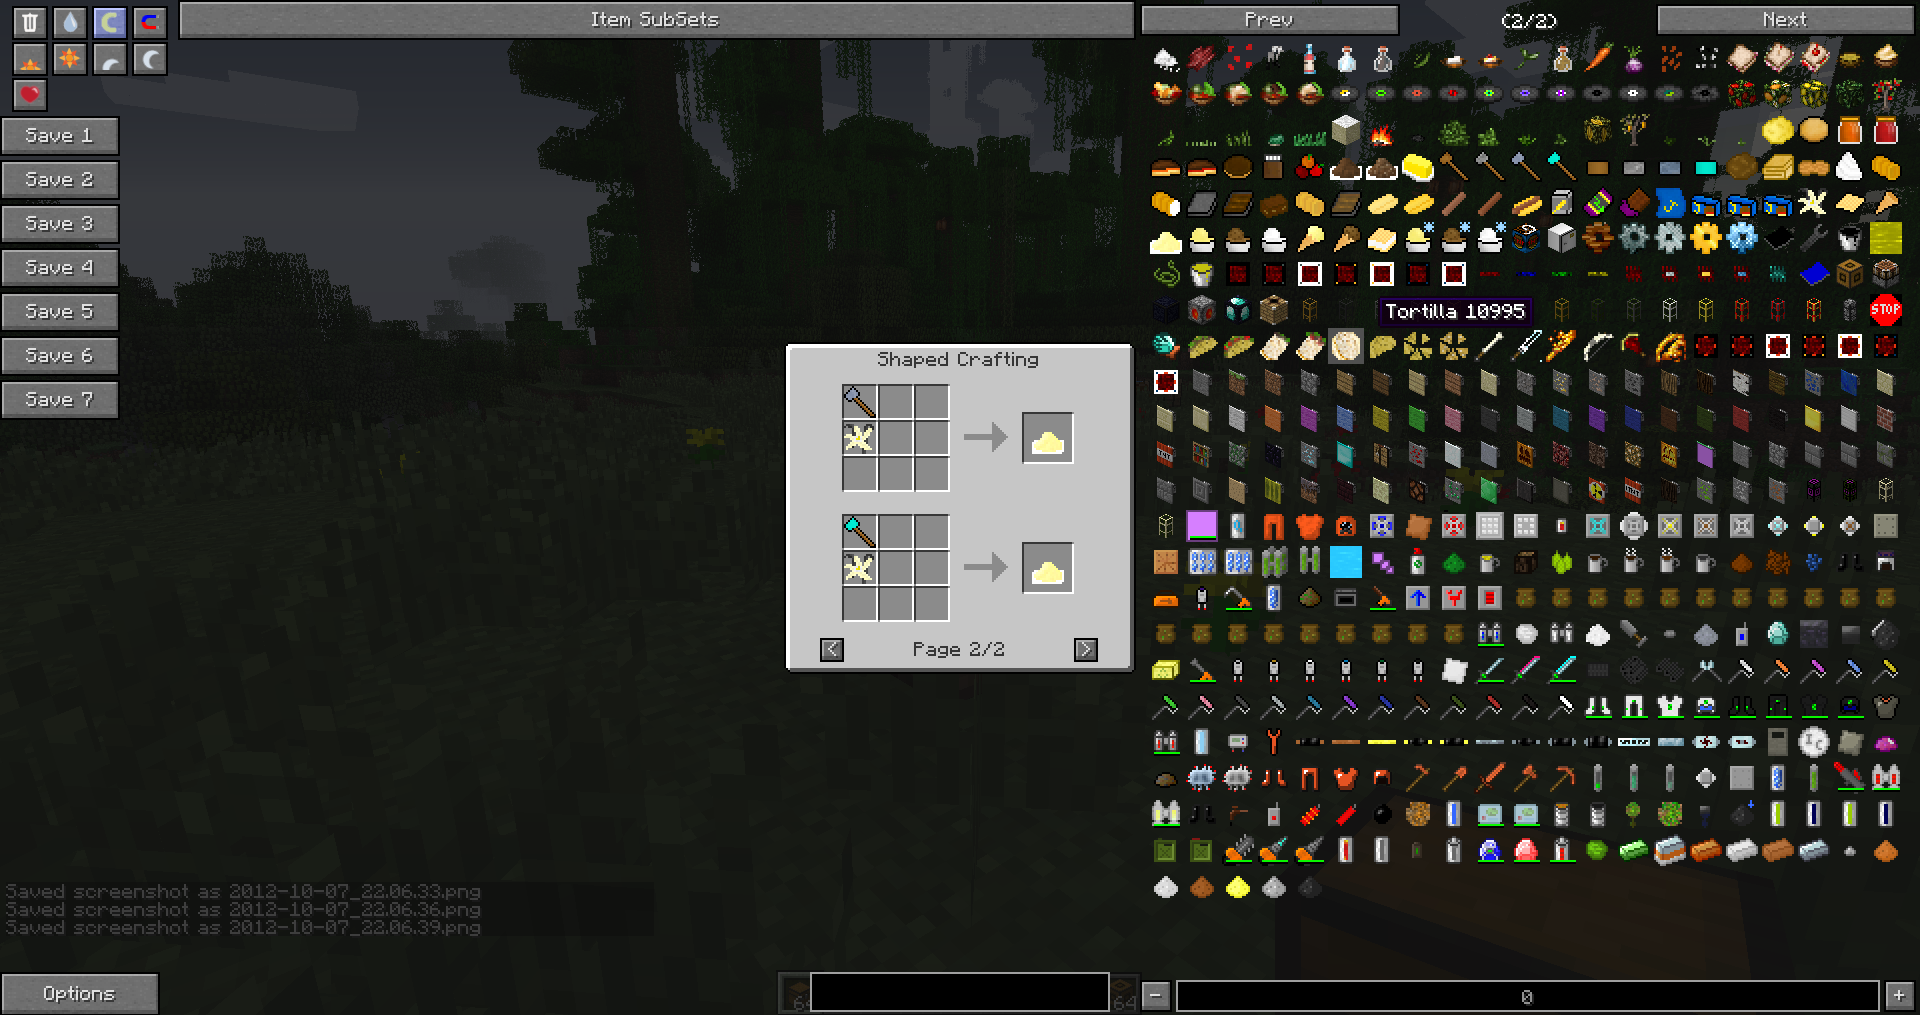 Item SubSets
Prev
(2/2)
Next
Save 1
Save 2
Save 3
Save 4
Save 5
Save 6
Save 7
Tortilla 10995
STOP
Shaped Crafting
Page 2/2
Saved screenshot as 2012-10-07_22.06.33.png
Saved screenshot as 2012-10-07_22.06.36.png
Saved screenshot as 2012-10-07_22.06.39.png
Options
64
64
0